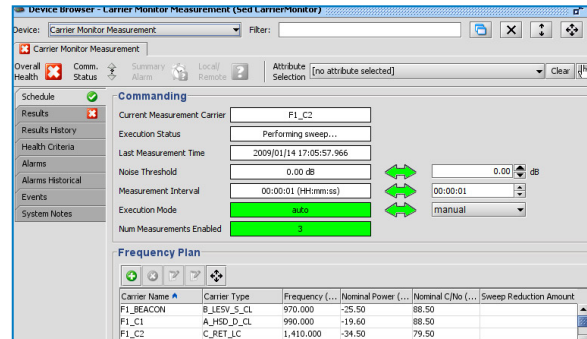 Device Browser - Carrier Monitor Measurement (Sed CarrierMonitor)
Device: Carrier Monitor Measurement Filter:
Carrier Monitor Measurement
Overall Health Comm. Status Summary Alarm Local/ Remote Attribute Selection [no attribute selected] Clear
Schedule
Results
Results History
Health Criteria
Alarms
Alarms Historical
Events
System Notes
Commanding
Current Measurement Carrier F1_C2
Execution Status Performing sweep...
Last Measurement Time 2009/01/14 17:05:57.966
Noise Threshold 0.00 dB 0.00 dB
Measurement Interval 00:00:01 (HH:mm:ss) 00:00:01
Execution Mode auto manual
Num Measurements Enabled 3
Frequency Plan
Carrier Name Carrier Type Frequency (... Nominal Power (... Nominal C/No (... Sweep Reduction Amount
F1_BEACON B_LESV_S_CL 970.000 -25.50 88.50
F1_C1 A_HSD_D_CL 990.000 -19.60 88.50
F1_C2 C_RET_LC 1,410.000 -34.50 79.50